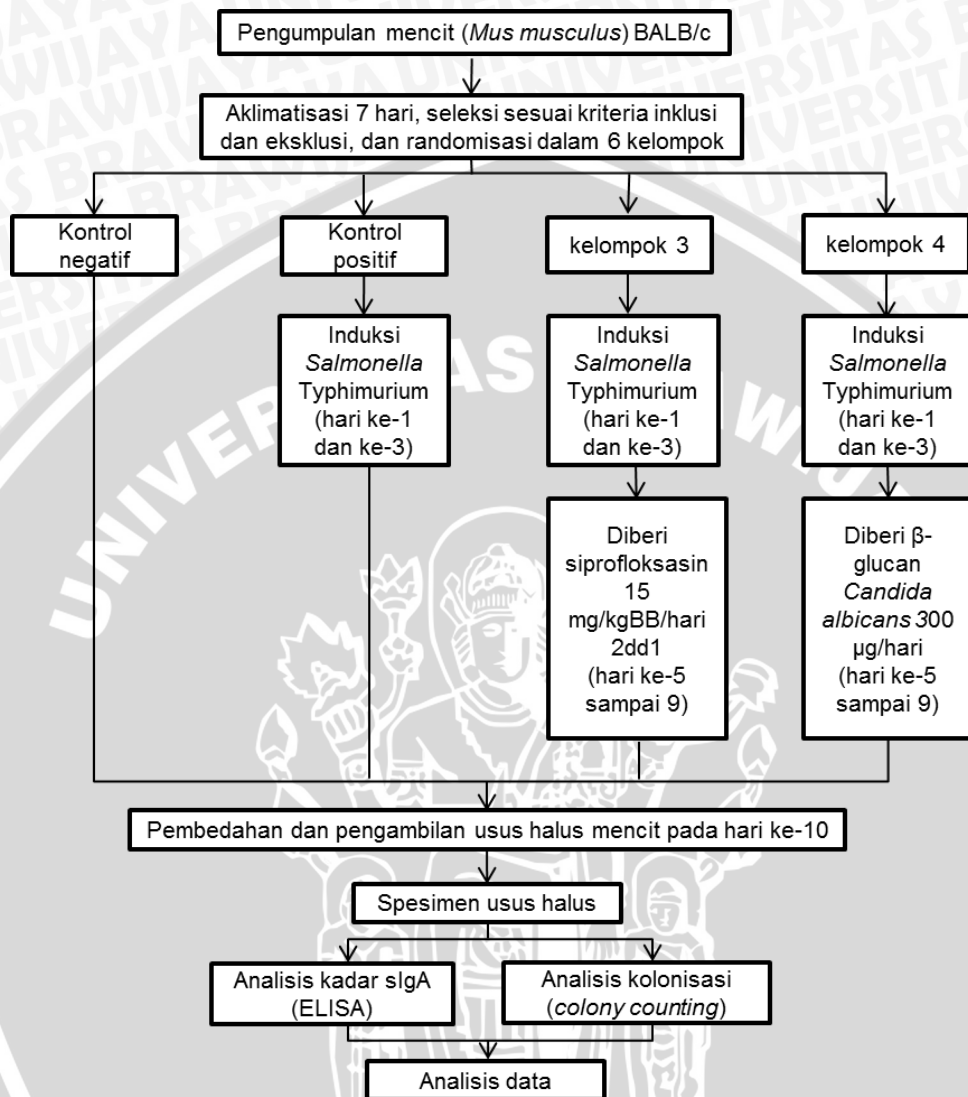 Pengumpulan mencit (Mus musculus) BALB/c
Aklimatisasi 7 hari, seleksi sesuai kriteria inklusi
dan eksklusi, dan randomisasi dalam 6 kelompok
Kontrol
negatif
Kontrol
positif
kelompok 3
kelompok 4
Induksi
Salmonella
Typhimurium
(hari ke-1
dan ke-3)
Induksi
Salmonella
Typhimurium
(hari ke-1
dan ke-3)
Induksi
Salmonella
Typhimurium
(hari ke-1
dan ke-3)
Diberi
siprofloksasin
15
mg/kgBB/hari
2dd1
(hari ke-5
sampai 9)
Diberi β-
glucan
Candida
albicans 300
µg/hari
(hari ke-5
sampai 9)
Pembedahan dan pengambilan usus halus mencit pada hari ke-10
Spesimen usus halus
Analisis kadar sIgA
(ELISA)
Analisis kolonisasi
(colony counting)
Analisis data